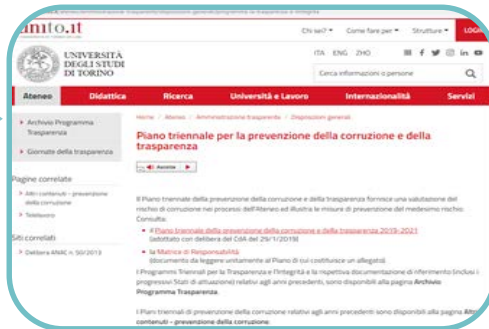 unito.it
Chi sei? Come fare per Strutture LOGIN
UNIVERSITÀ
DEGLI STUDI
DI TORINO
ITA ENG ZHO
Cerca informazioni o persone
Ateneo Didattica Ricerca Università e Lavoro Internazionalità Servizi
Archivio Programma
Trasparenza
Giornate della trasparenza
Pagine correlate
Altri contenuti - prevenzione
della corruzione
Telelavoro
Siti correlati
Delibera ANAC n. 50/2013
Home / Ateneo / Amministrazione trasparente / Disposizioni generali
Piano triennale per la prevenzione della corruzione e della
trasparenza
Ascolta
Il Piano triennale della prevenzione della corruzione e della trasparenza fornisce una valutazione del
rischio di corruzione nei processi dell'Ateneo ed illustra le misure di prevenzione del medesimo rischio.
Consulta:
il Piano triennale della prevenzione della corruzione e della trasparenza 2019-2021
(adottato con delibera del CdA del 29/1/2019)
la Matrice di Responsabilità
(documento da leggere unitamente al Piano di cui costituisce un allegato)
I Programmi Triennali per la Trasparenza e l'Integrità e la rispettiva documentazione di riferimento (inclusi i
progressivi Stati di attuazione) relativi agli anni precedenti, sono disponibili alla pagina Archivio
Programma Trasparenza.
I Piani triennali di prevenzione della corruzione relativi agli anni precedenti sono disponibili alla pagina Altri
contenuti - prevenzione della corruzione.